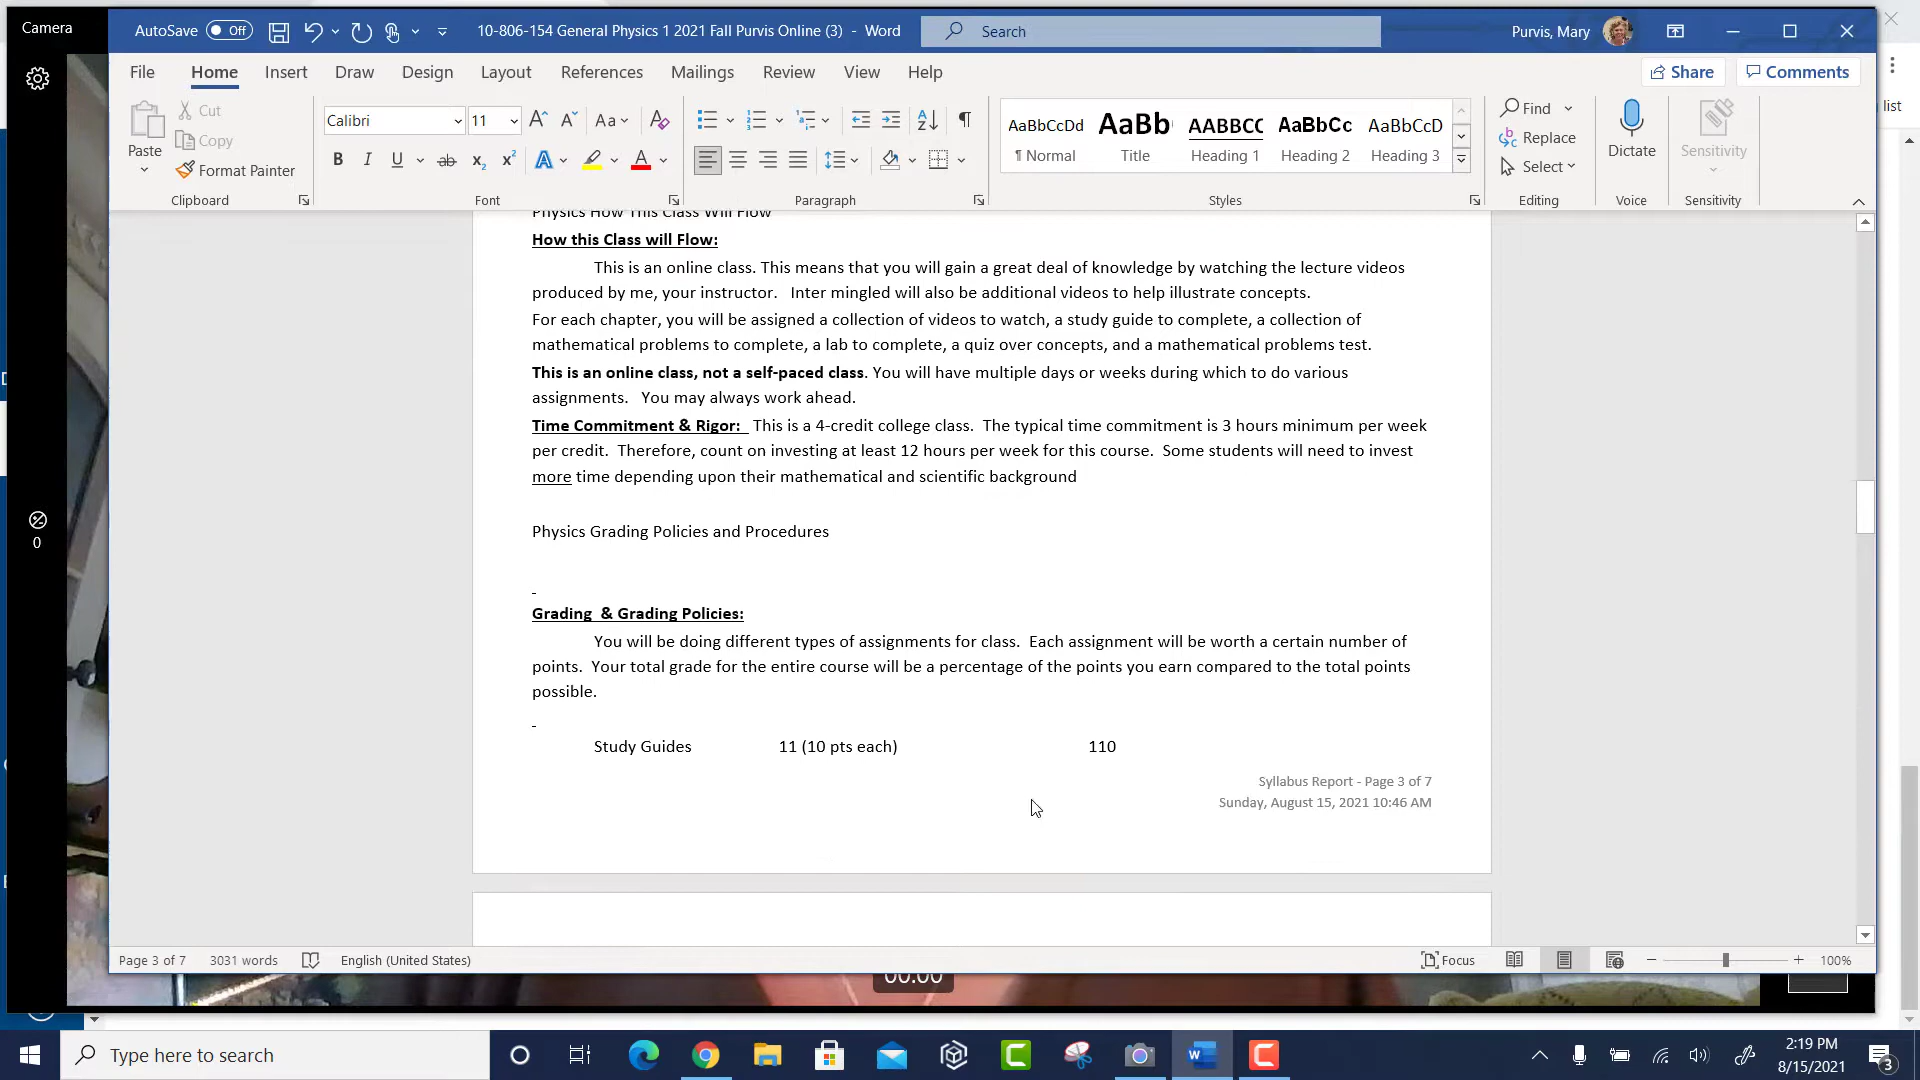 Camera
AutoSave Off 10-806-154 General Physics 1 2021 Fall Purvis Online (3) - Word Search Purvis, Mary
File Home Insert Draw Design Layout References Mailings Review View Help Share Comments
list
Paste Cut Copy Format Painter
Calibri 11 Aa
AaBbCcDd AaBb AABBCC AaBbCc AaBbCcD
¶ Normal Title Heading 1 Heading 2 Heading 3
Find Replace Select
Dictate Sensitivity
Clipboard Font Paragraph Styles Editing Voice Sensitivity
Physics How This Class Will Flow
How this Class will Flow:
This is an online class. This means that you will gain a great deal of knowledge by watching the lecture videos
produced by me, your instructor. Inter mingled will also be additional videos to help illustrate concepts.
For each chapter, you will be assigned a collection of videos to watch, a study guide to complete, a collection of
mathematical problems to complete, a lab to complete, a quiz over concepts, and a mathematical problems test.
This is an online class, not a self-paced class. You will have multiple days or weeks during which to do various
assignments. You may always work ahead.
Time Commitment & Rigor: This is a 4-credit college class. The typical time commitment is 3 hours minimum per week
per credit. Therefore, count on investing at least 12 hours per week for this course. Some students will need to invest
more time depending upon their mathematical and scientific background
0
Physics Grading Policies and Procedures
Grading & Grading Policies:
You will be doing different types of assignments for class. Each assignment will be worth a certain number of
points. Your total grade for the entire course will be a percentage of the points you earn compared to the total points
possible.
Study Guides 11 (10 pts each) 110
Syllabus Report - Page 3 of 7
Sunday, August 15, 2021 10:46 AM
Page 3 of 7 3031 words English (United States) Focus 100%
00:00
Type here to search
2:19 PM
8/15/2021
3